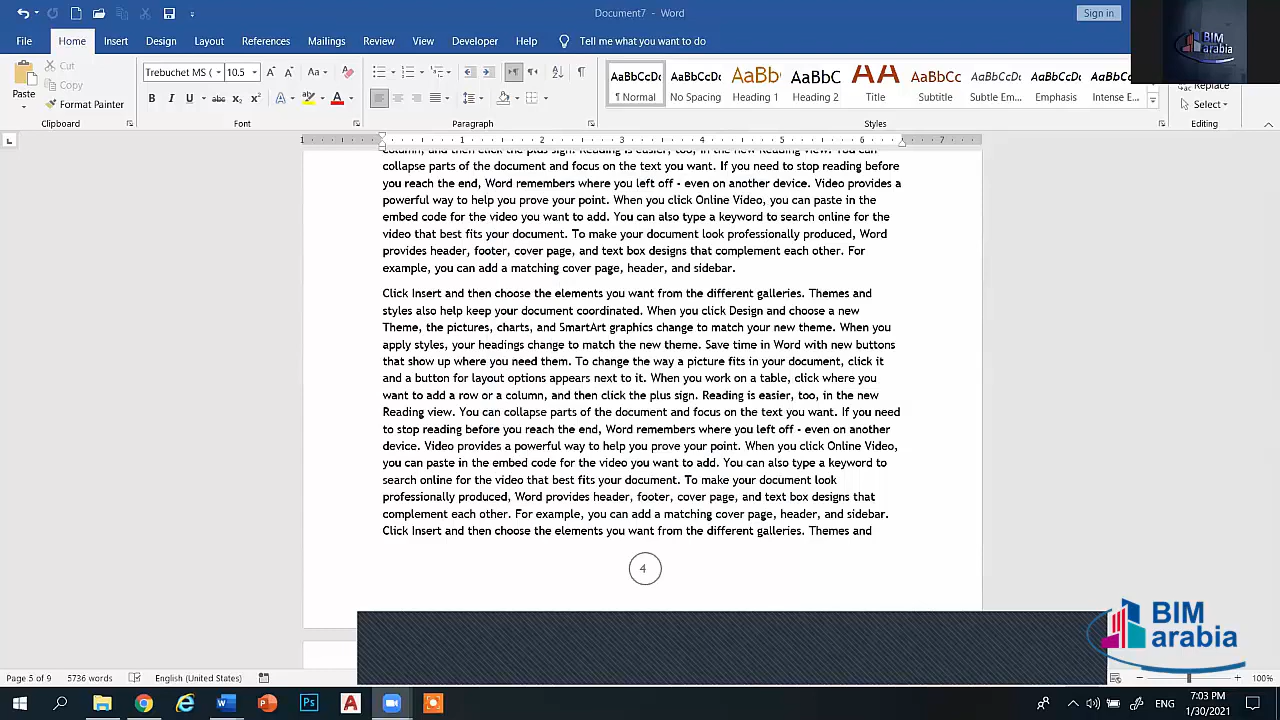 Document7 - Word
Sign in
File Home Insert Design Layout References Mailings Review View Developer Help Tell me what you want to do
BIM
arabia
Paste
Cut
Copy
Format Painter
Clipboard
Trebuchet MS ( 10.5
B I U abc x₂ x²
Font
Paragraph
AaBbCcDc AaBbCcDc AaBb AaBbC AA AaBbCc AaBbCcDc AaBbCcDc AaBbCcDc
¶ Normal No Spacing Heading 1 Heading 2 Title Subtitle Subtle Em... Emphasis Intense E...
Styles
Replace
Select
Editing
1 1 2 3 4 5 6 7
column, and then click the plus sign. Reading is easier, too, in the new Reading view. You can
collapse parts of the document and focus on the text you want. If you need to stop reading before
you reach the end, Word remembers where you left off - even on another device. Video provides a
powerful way to help you prove your point. When you click Online Video, you can paste in the
embed code for the video you want to add. You can also type a keyword to search online for the
video that best fits your document. To make your document look professionally produced, Word
provides header, footer, cover page, and text box designs that complement each other. For
example, you can add a matching cover page, header, and sidebar.
Click Insert and then choose the elements you want from the different galleries. Themes and
styles also help keep your document coordinated. When you click Design and choose a new
Theme, the pictures, charts, and SmartArt graphics change to match your new theme. When you
apply styles, your headings change to match the new theme. Save time in Word with new buttons
that show up where you need them. To change the way a picture fits in your document, click it
and a button for layout options appears next to it. When you work on a table, click where you
want to add a row or a column, and then click the plus sign. Reading is easier, too, in the new
Reading view. You can collapse parts of the document and focus on the text you want. If you need
to stop reading before you reach the end, Word remembers where you left off - even on another
device. Video provides a powerful way to help you prove your point. When you click Online Video,
you can paste in the embed code for the video you want to add. You can also type a keyword to
search online for the video that best fits your document. To make your document look
professionally produced, Word provides header, footer, cover page, and text box designs that
complement each other. For example, you can add a matching cover page, header, and sidebar.
Click Insert and then choose the elements you want from the different galleries. Themes and
4
BIM
arabia
Page 5 of 9 5736 words English (United States) 100%
ENG
7:03 PM
1/30/2021